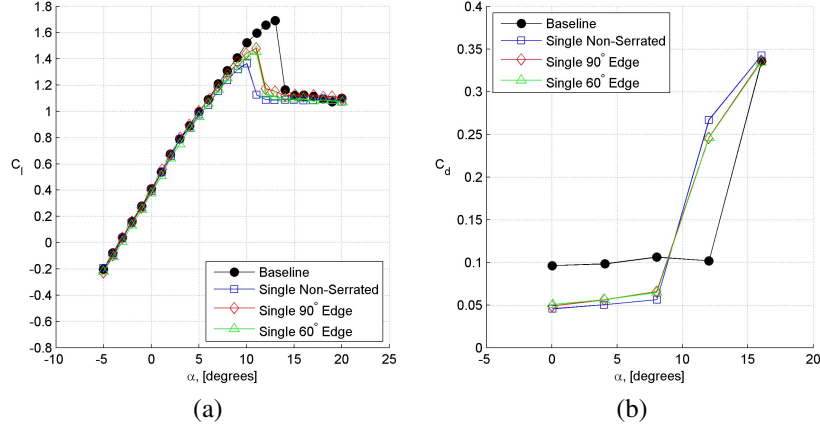 1.8
1.6
1.4
1.2
1
0.8
0.6
0.4
0.2
0
-0.2
-0.4
-0.6
-0.8
C_l
-10 -5 0 5 10 15 20 25
α, [degrees]
Baseline
Single Non-Serrated
Single 90° Edge
Single 60° Edge
(a)
0.4
0.35
0.3
0.25
0.2
0.15
0.1
0.05
0
C_d
-5 0 5 10 15 20
α, [degrees]
Baseline
Single Non-Serrated
Single 90° Edge
Single 60° Edge
(b)